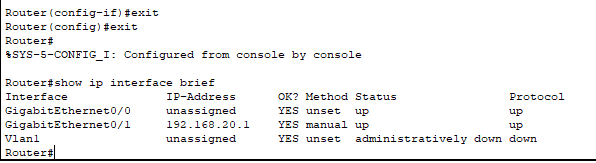 Router(config-if)#exit
Router(config)#exit
Router#
%SYS-5-CONFIG_I: Configured from console by console
Router#show ip interface brief
Interface IP-Address OK? Method Status Protocol
GigabitEthernet0/0 unassigned YES unset up up
GigabitEthernet0/1 192.168.20.1 YES manual up up
Vlan1 unassigned YES unset administratively down down
Router#